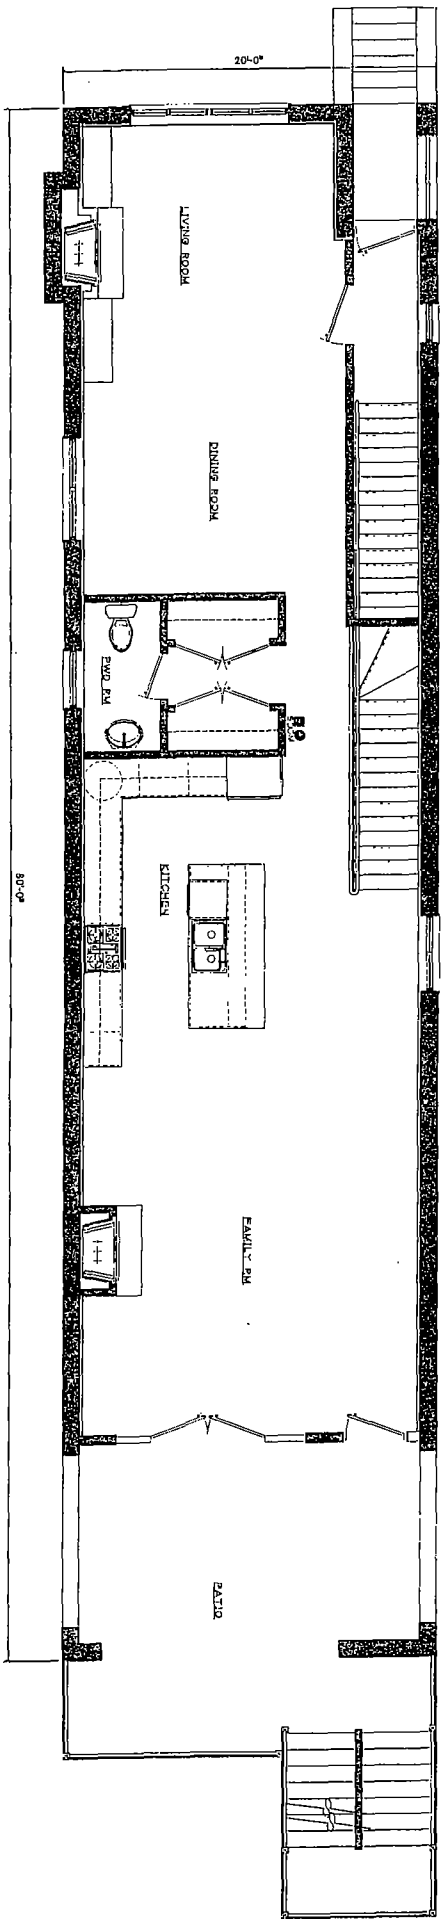 20'-0"
LIVING ROOM
DINING ROOM
PWD RM
KITCHEN
80'-0"
FAMILY RM
PATIO